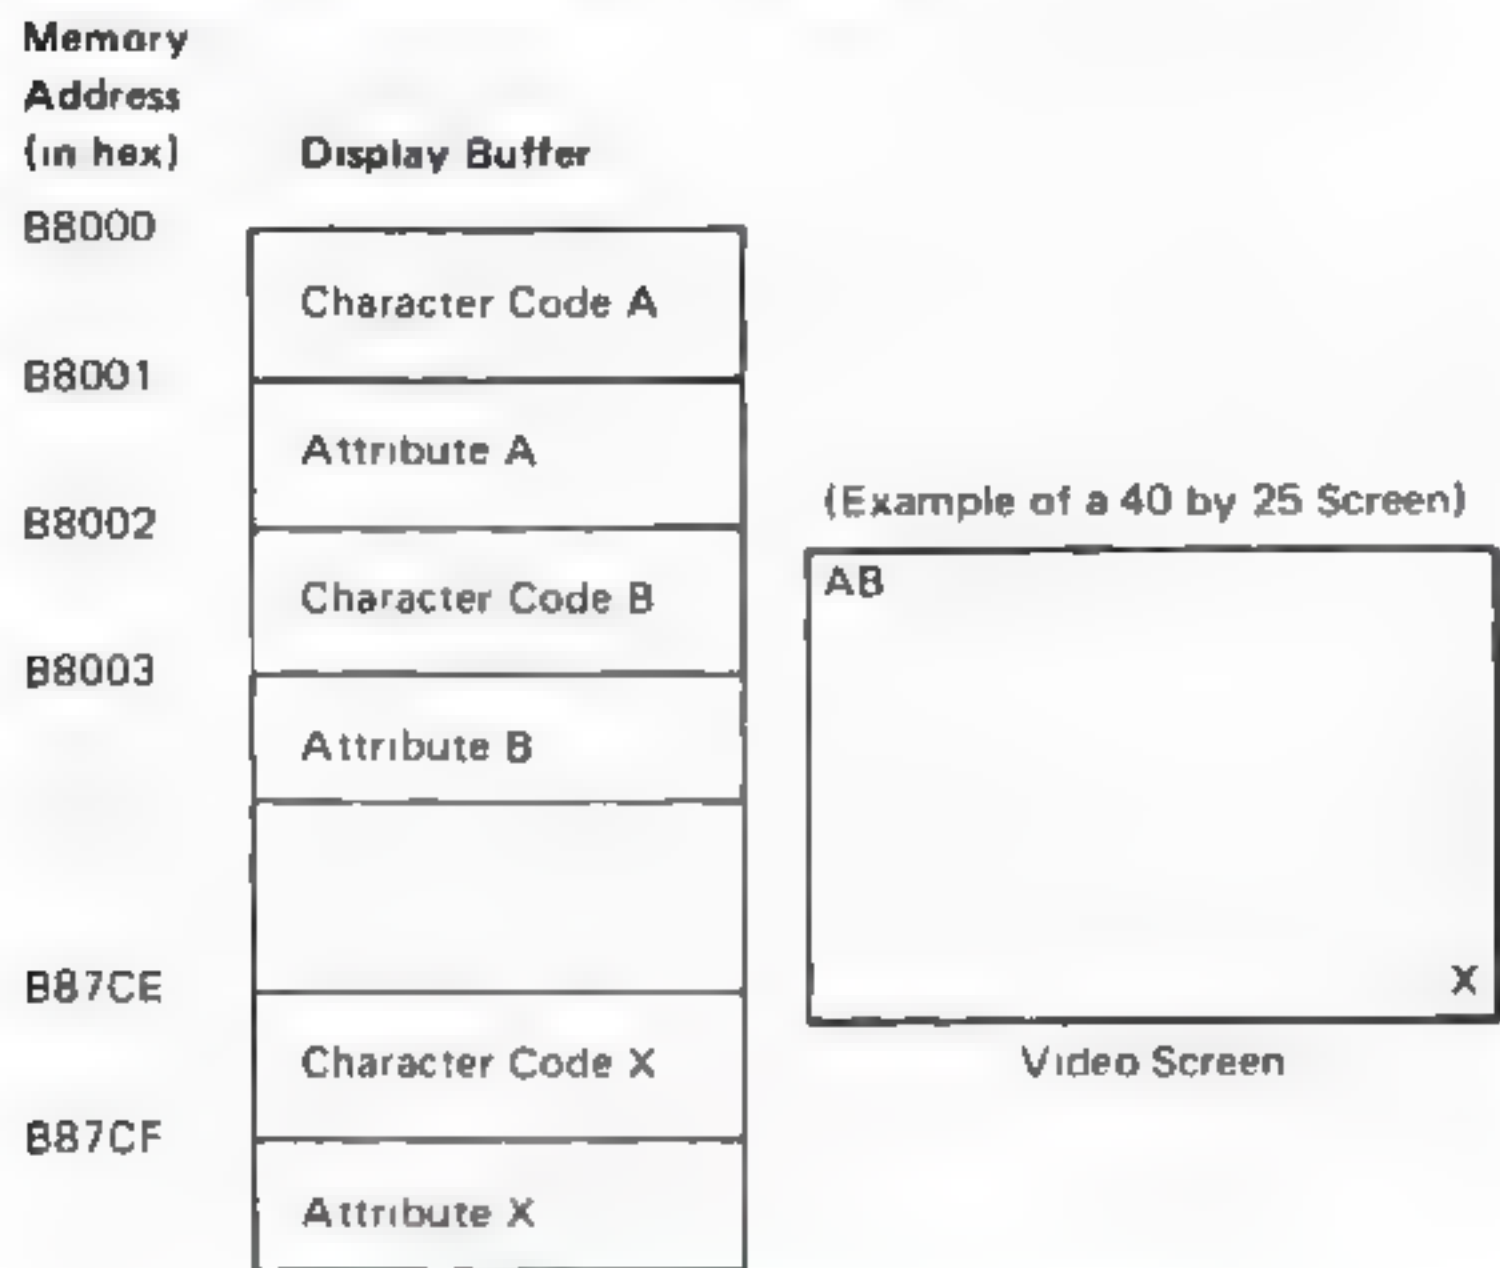 Memory
Address
(in hex)
Display Buffer
B8000
Character Code A
B8001
Attribute A
B8002
Character Code B
B8003
Attribute B
B87CE
Character Code X
B87CF
Attribute X
(Example of a 40 by 25 Screen)
AB
X
Video Screen